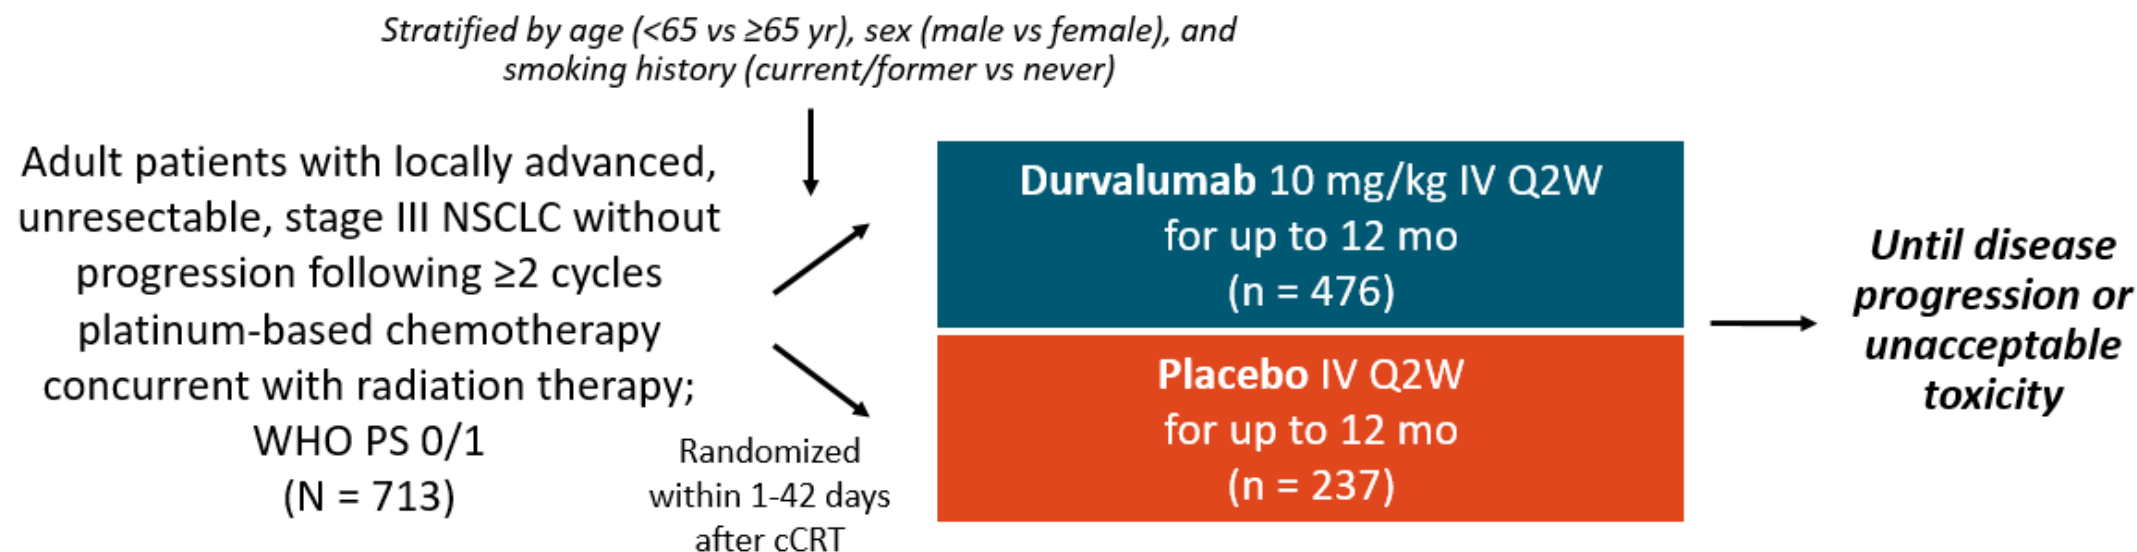 Stratified by age (<65 vs ≥65 yr), sex (male vs female), and
smoking history (current/former vs never)
Adult patients with locally advanced,
unresectable, stage III NSCLC without
progression following ≥2 cycles
platinum-based chemotherapy
concurrent with radiation therapy;
WHO PS 0/1
(N = 713)
Randomized
within 1-42 days
after cCRT
Durvalumab 10 mg/kg IV Q2W
for up to 12 mo
(n = 476)
Placebo IV Q2W
for up to 12 mo
(n = 237)
Until disease
progression or
unacceptable
toxicity